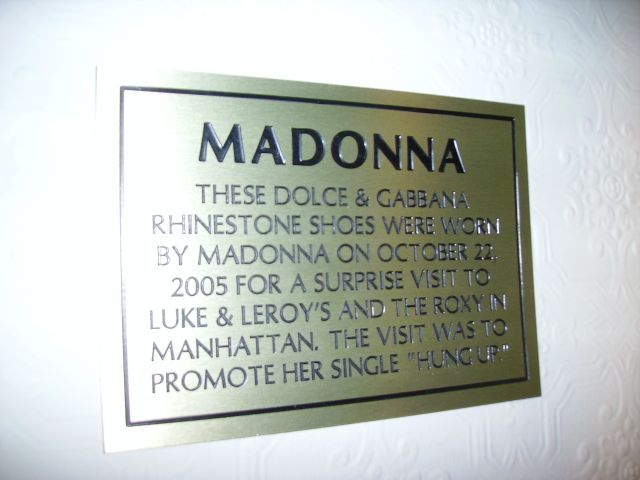 MADONNA
THESE DOLCE & GABBANA
RHINESTONE SHOES WERE WORN
BY MADONNA ON OCTOBER 22,
2005 FOR A SURPRISE VISIT TO
LUKE & LEROY'S AND THE ROXY IN
MANHATTAN. THE VISIT WAS TO
PROMOTE HER SINGLE "HUNG UP."